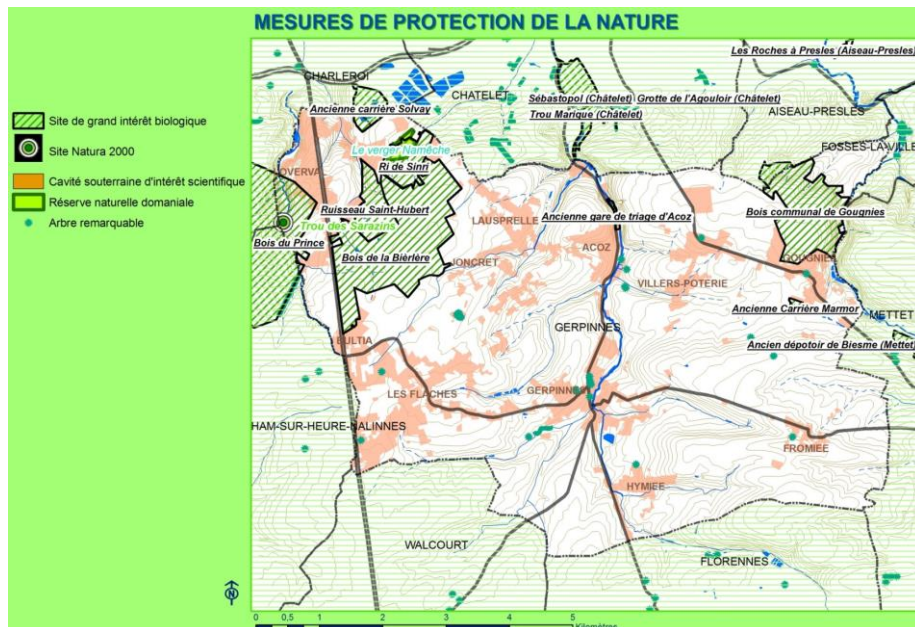 MESURES DE PROTECTION DE LA NATURE
Site de grand intérêt biologique
Site Natura 2000
Cavité souterraine d'intérêt scientifique
Réserve naturelle domaniale
Arbre remarquable
Les Roches à Presles (Aiseau-Presles)
CHARLEROI
CHATELET
Sébastopol (Châtelet)
Grotte de l'Agouloir (Châtelet)
Ancienne carrière Solvay
Trou Marique (Châtelet)
AISEAU-PRESLES
Le verger Namêche
FOSSES-LA-VILLE
Ri de Sinri
OVERVA
Ruisseau Saint-Hubert
LAUSPRELLE
Ancienne gare de triage d'Acoz
Bois communal de Gougnies
Trou des Sarazins
Bois du Prince
ACOZ
Bois de la Bièrlère
JONCRET
GOUGNIES
VILLERS-POTERIE
Ancienne Carrière Marmor
METTET
GERPINNES
BULTIA
Ancien dépotoir de Biesme (Mettet)
LES FLACHES
GERPINNES
HAM-SUR-HEURE-NALINNES
FROMIEE
HYMIEE
WALCOURT
FLORENNES
N
0 0,5 1 2 3 4 5
Kilomètres